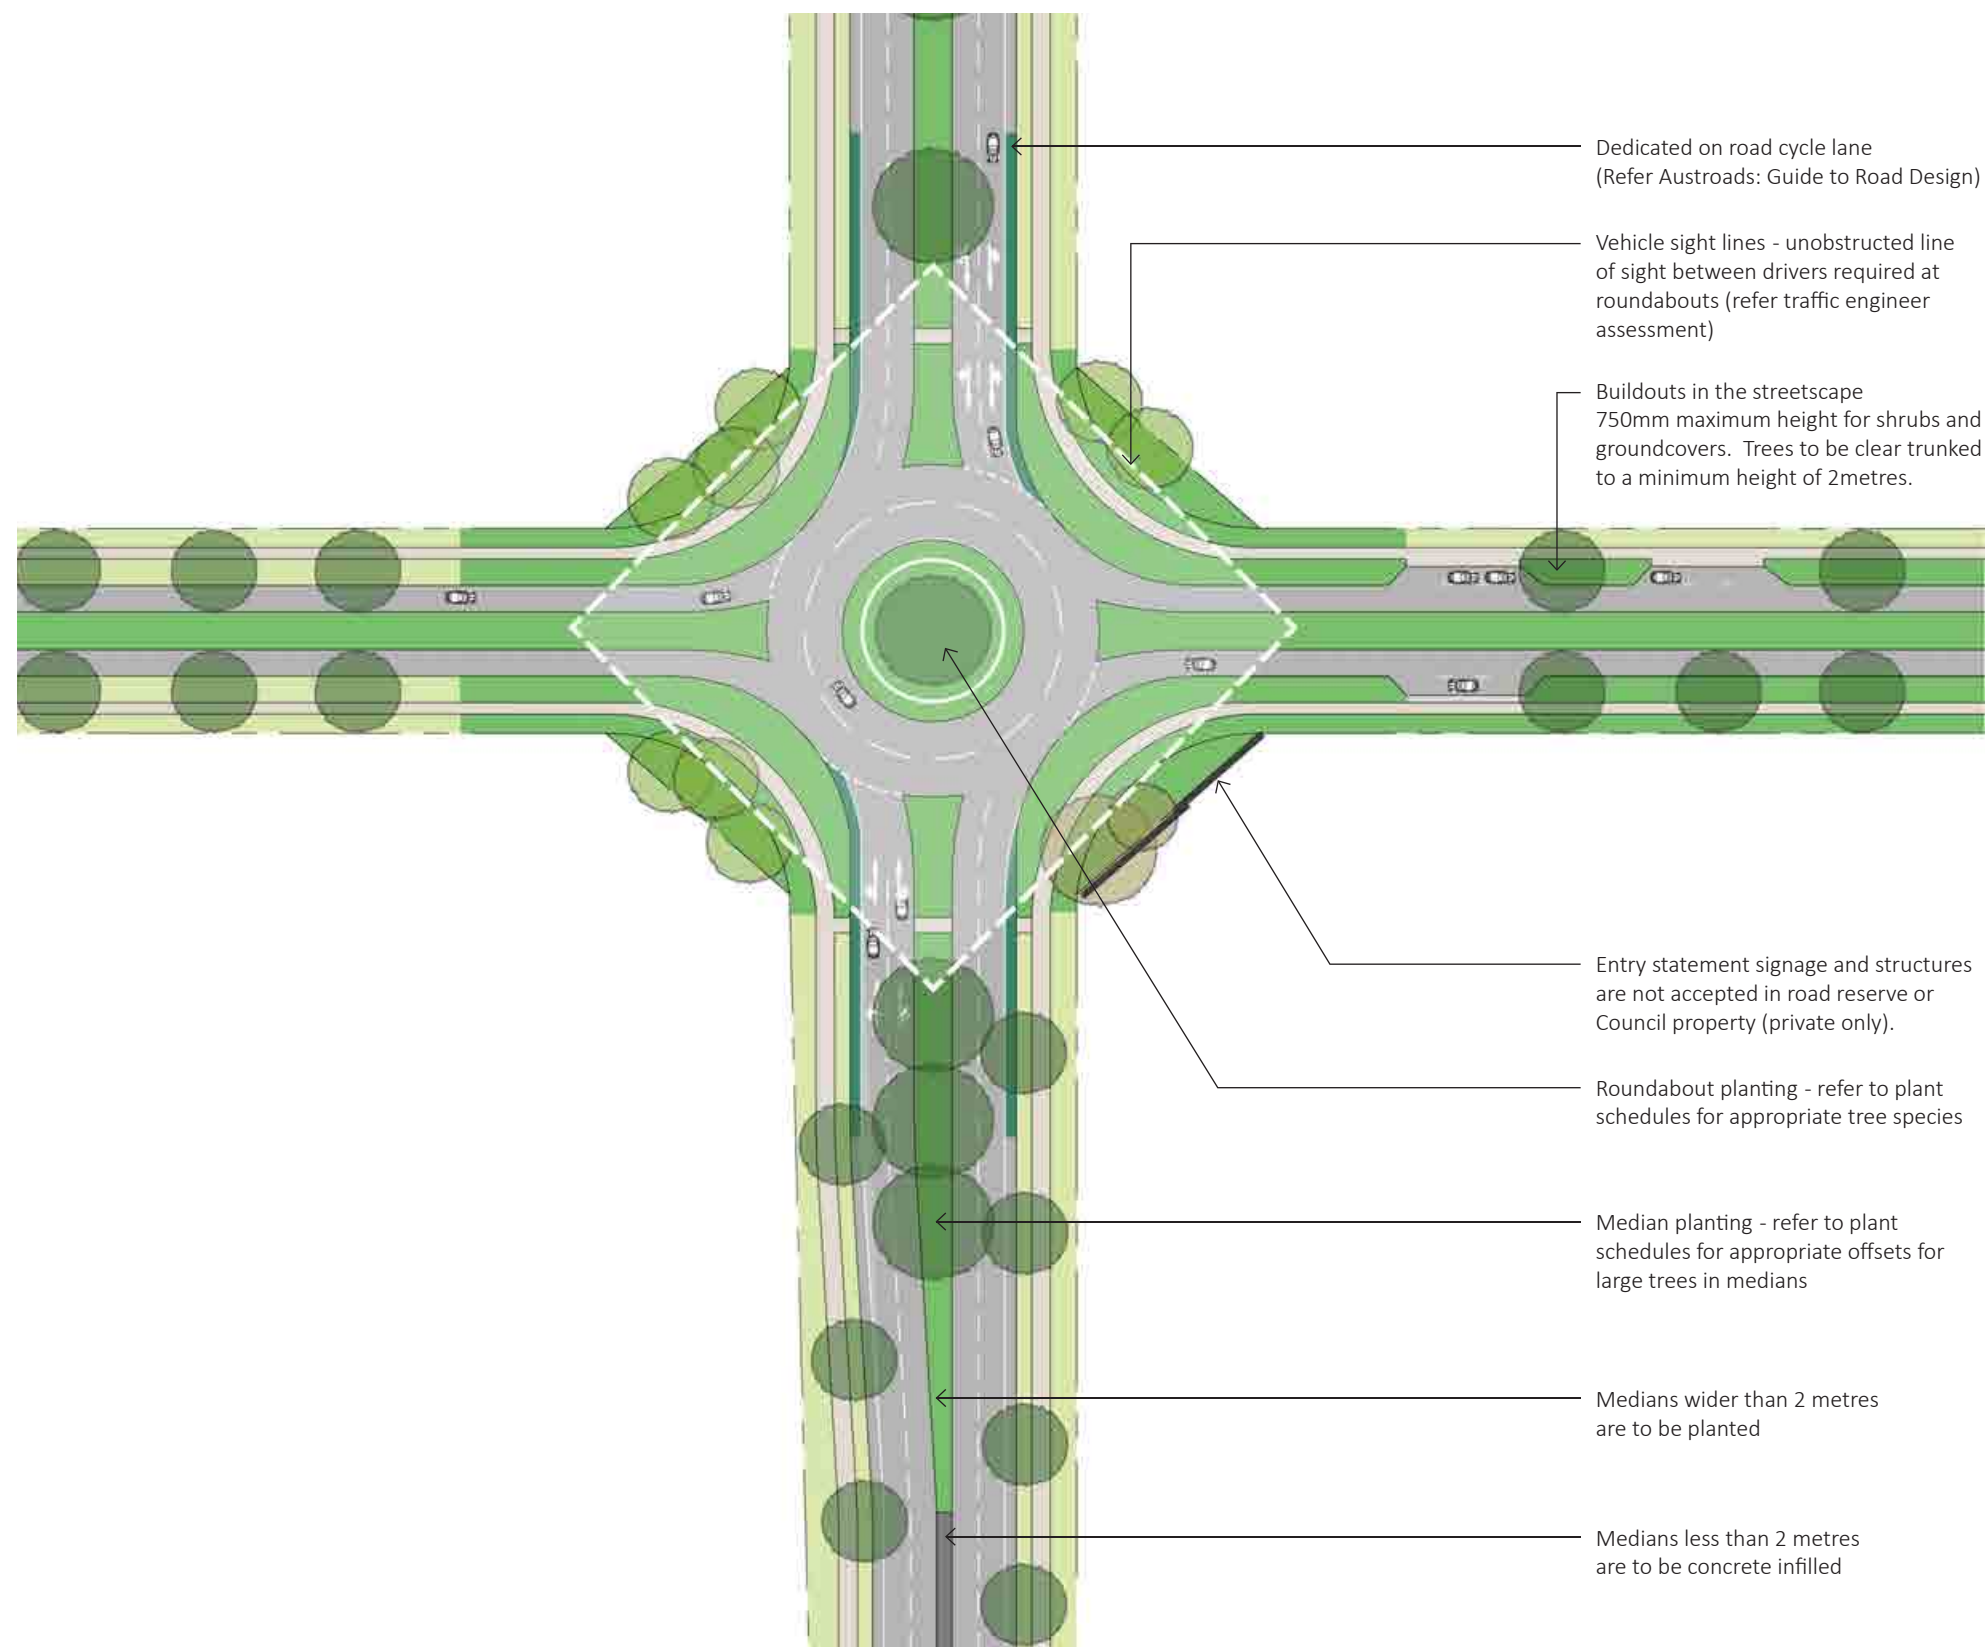 Dedicated on road cycle lane
(Refer Austroads: Guide to Road Design)
Vehicle sight lines - unobstructed line
of sight between drivers required at
roundabouts (refer traffic engineer
assessment)
Buildouts in the streetscape
750mm maximum height for shrubs and
groundcovers.  Trees to be clear trunked
to a minimum height of 2metres.
Entry statement signage and structures
are not accepted in road reserve or
Council property (private only).
Roundabout planting - refer to plant
schedules for appropriate tree species
Median planting - refer to plant
schedules for appropriate offsets for
large trees in medians
Medians wider than 2 metres
are to be planted
Medians less than 2 metres
are to be concrete infilled